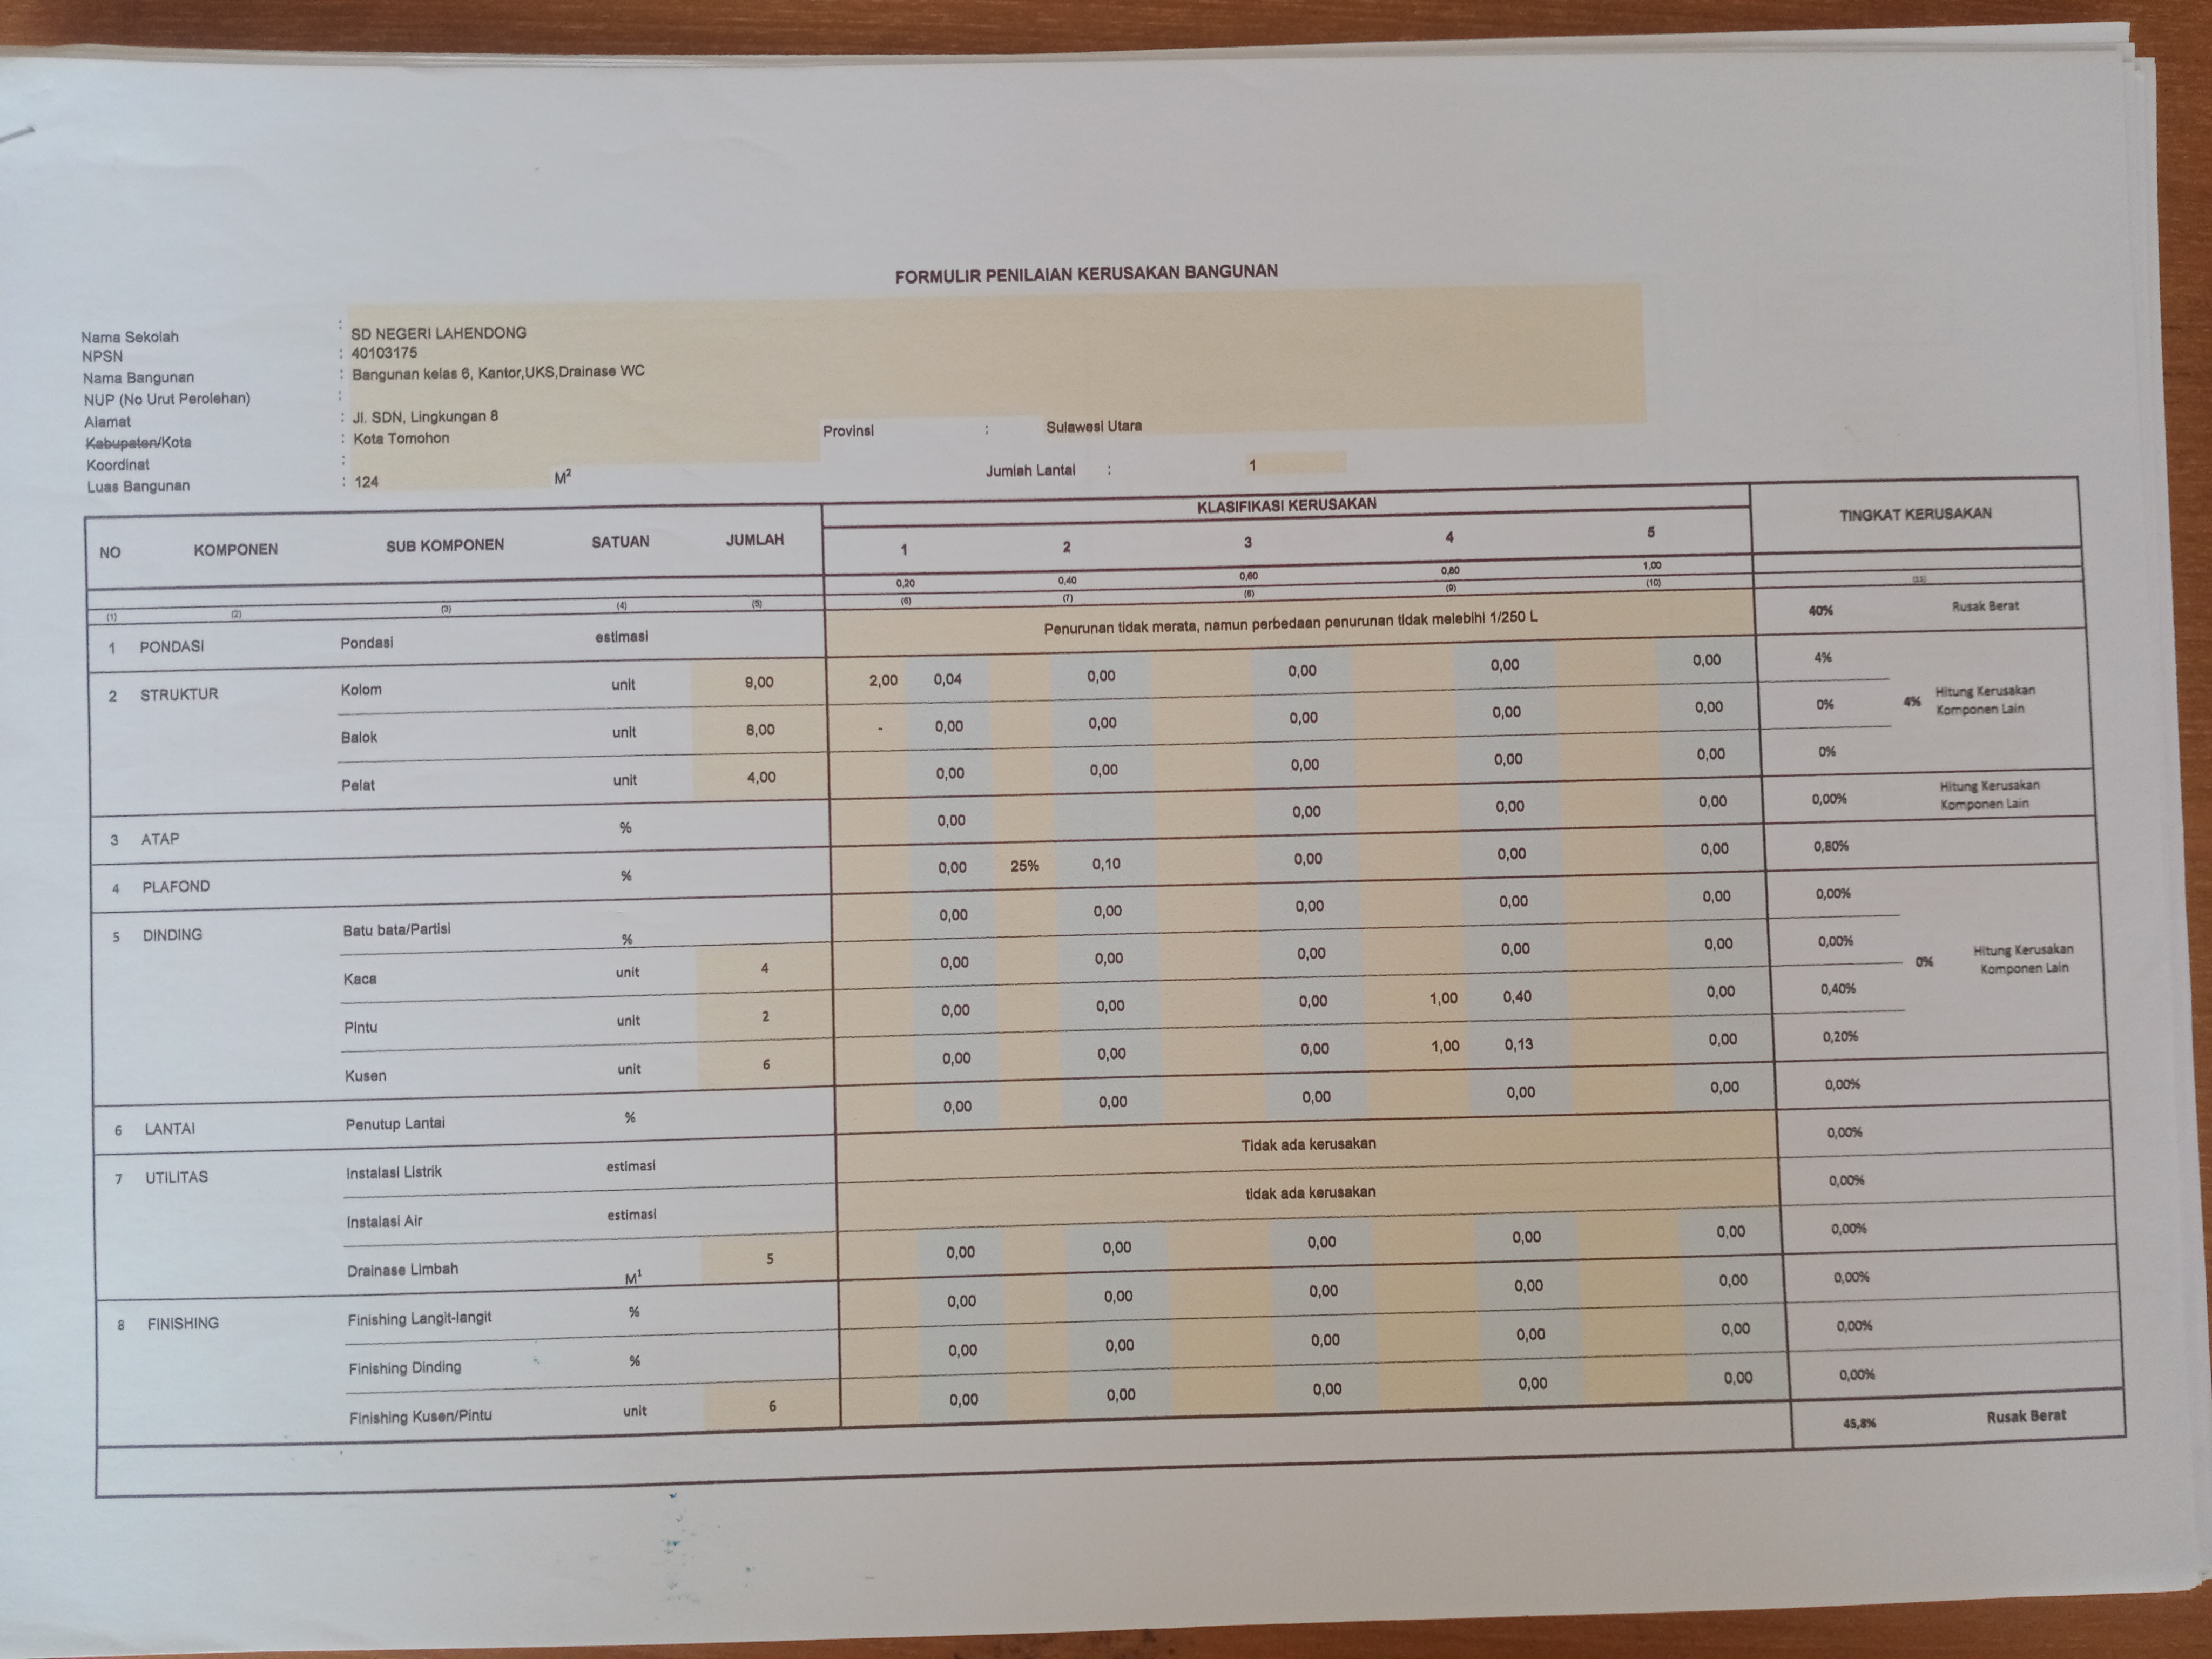 FORMULIR PENILAIAN KERUSAKAN BANGUNAN
Nama Sekolah : SD NEGERI LAHENDONG
NPSN : 40103175
Nama Bangunan : Bangunan kelas 6, Kantor,UKS,Drainase WC
NUP (No Urut Perolehan) :
Alamat : Jl. SDN, Lingkungan 8
Kabupaten/Kota : Kota Tomohon Provinsi : Sulawesi Utara
Koordinat :
Luas Bangunan : 124 M² Jumlah Lantai : 1
NO KOMPONEN SUB KOMPONEN SATUAN JUMLAH KLASIFIKASI KERUSAKAN TINGKAT KERUSAKAN
1 2 3 4 5
0,20 0,40 0,60 0,80 1,00
(1) (2) (3) (4) (5) (6) (7) (8) (9) (10) (11)
1 PONDASI Pondasi estimasi Penurunan tidak merata, namun perbedaan penurunan tidak melebihi 1/250 L 40% Rusak Berat
2 STRUKTUR Kolom unit 9,00 2,00 0,04 0,00 0,00 0,00 0,00 4%
Balok unit 8,00 - 0,00 0,00 0,00 0,00 0,00 0% 4% Hitung Kerusakan Komponen Lain
Pelat unit 4,00 0,00 0,00 0,00 0,00 0,00 0%
3 ATAP % 0,00 0,00 0,00 0,00 0,00% Hitung Kerusakan Komponen Lain
4 PLAFOND % 0,00 25% 0,10 0,00 0,00 0,00 0,80%
5 DINDING Batu bata/Partisi % 0,00 0,00 0,00 0,00 0,00 0,00%
Kaca unit 4 0,00 0,00 0,00 0,00 0,00 0,00% 0% Hitung Kerusakan Komponen Lain
Pintu unit 2 0,00 0,00 0,00 1,00 0,40 0,00 0,40%
Kusen unit 6 0,00 0,00 0,00 1,00 0,13 0,00 0,20%
6 LANTAI Penutup Lantai % 0,00 0,00 0,00 0,00 0,00 0,00%
7 UTILITAS Instalasi Listrik estimasi Tidak ada kerusakan 0,00%
Instalasi Air estimasi tidak ada kerusakan 0,00%
Drainase Limbah M¹ 5 0,00 0,00 0,00 0,00 0,00 0,00%
8 FINISHING Finishing Langit-langit % 0,00 0,00 0,00 0,00 0,00 0,00%
Finishing Dinding % 0,00 0,00 0,00 0,00 0,00 0,00%
Finishing Kusen/Pintu unit 6 0,00 0,00 0,00 0,00 0,00 0,00%
45,8% Rusak Berat